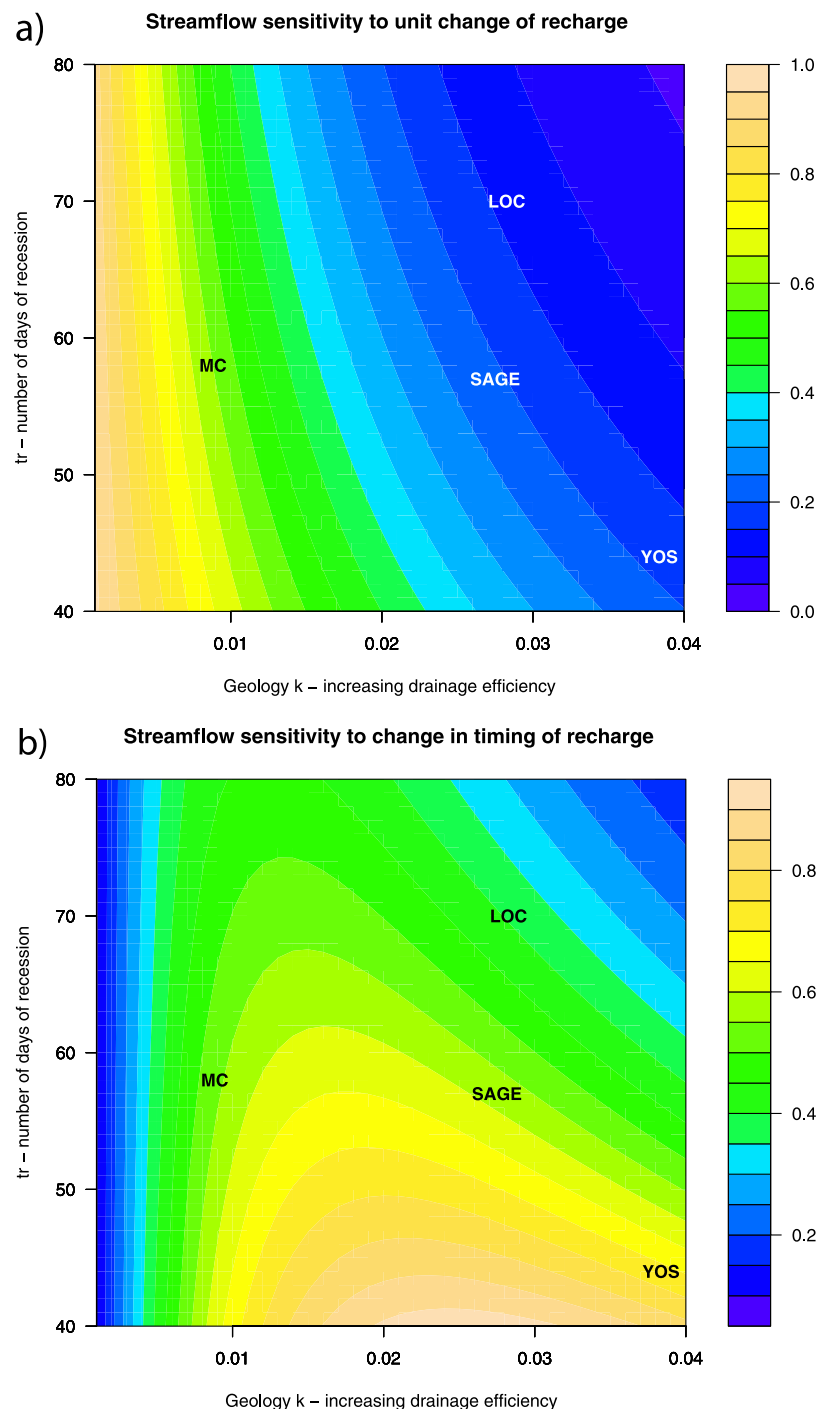 a)
Streamflow sensitivity to unit change of recharge
80
70
60
50
40
tr − number of days of recession
MC
LOC
SAGE
YOS
0.01
0.02
0.03
0.04
Geology k − increasing drainage efficiency
1.0
0.8
0.6
0.4
0.2
0.0
b)
Streamflow sensitivity to change in timing of recharge
80
70
60
50
40
tr − number of days of recession
LOC
MC
SAGE
YOS
0.01
0.02
0.03
0.04
Geology k − increasing drainage efficiency
0.8
0.6
0.4
0.2